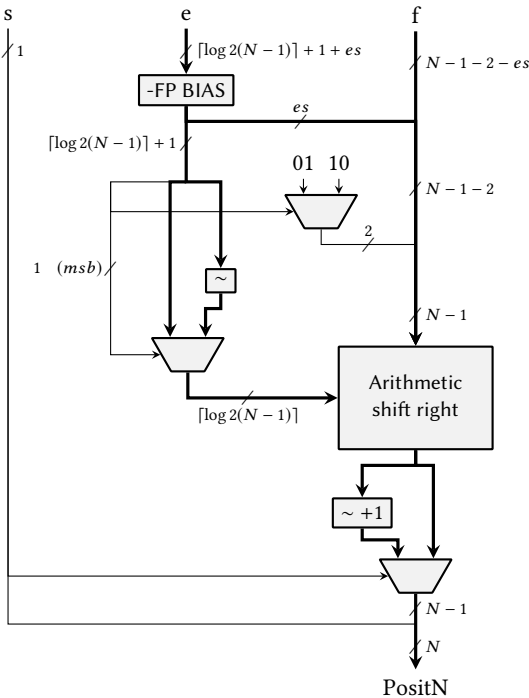 s e f
1
⌈log 2(N−1)⌉+1+es
N−1−2−es
-FP BIAS
es
⌈log 2(N−1)⌉+1
01 10
N−1−2
2
1 (msb)
~
N−1
Arithmetic
shift right
⌈log 2(N−1)⌉
~ +1
N−1
N
PositN